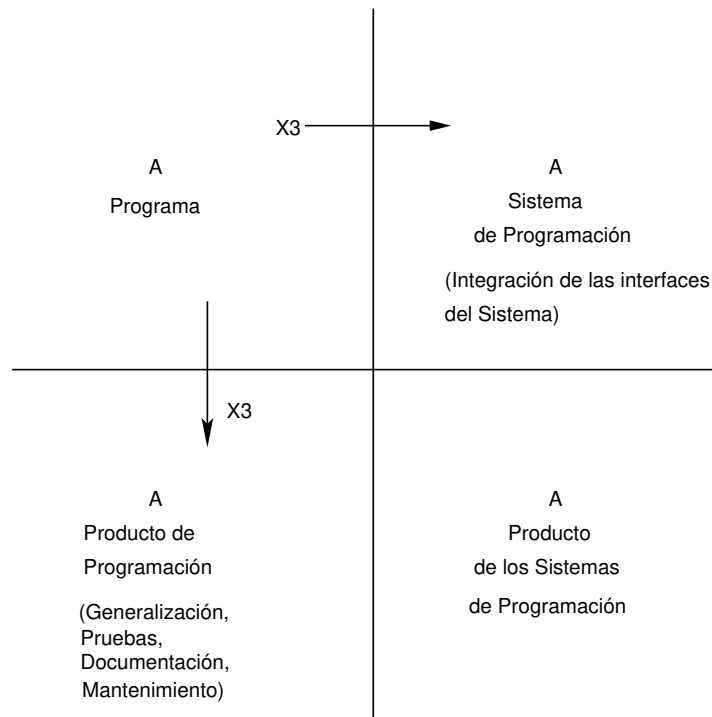 X3
A
Programa
A
Sistema
de Programación
(Integración de las interfaces
del Sistema)
X3
A
Producto de
Programación
(Generalización,
Pruebas,
Documentación,
Mantenimiento)
A
Producto
de los Sistemas
de Programación